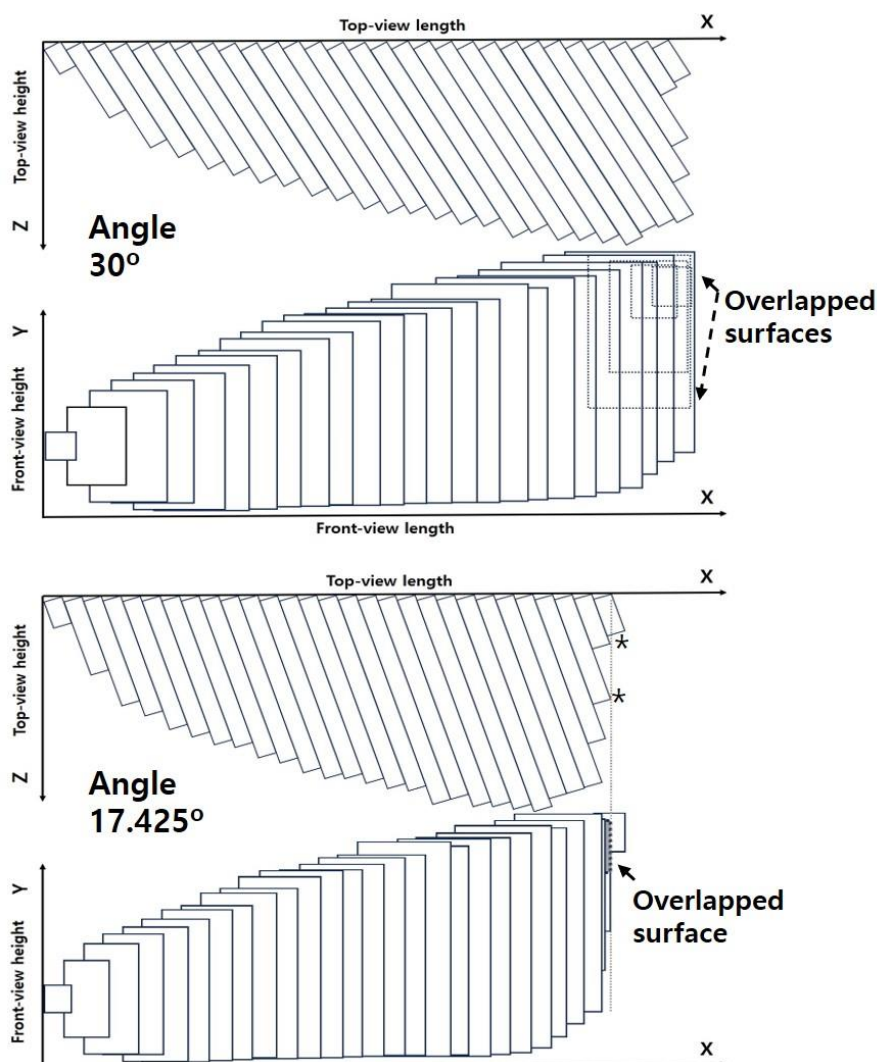 Top-view length
X
Top-view height
Z
Angle
30º
Overlapped
surfaces
Y
Front-view height
X
Front-view length
Top-view length
X
Top-view height
*
*
Z
Angle
17.425º
Y
Front-view height
Overlapped
surface
X